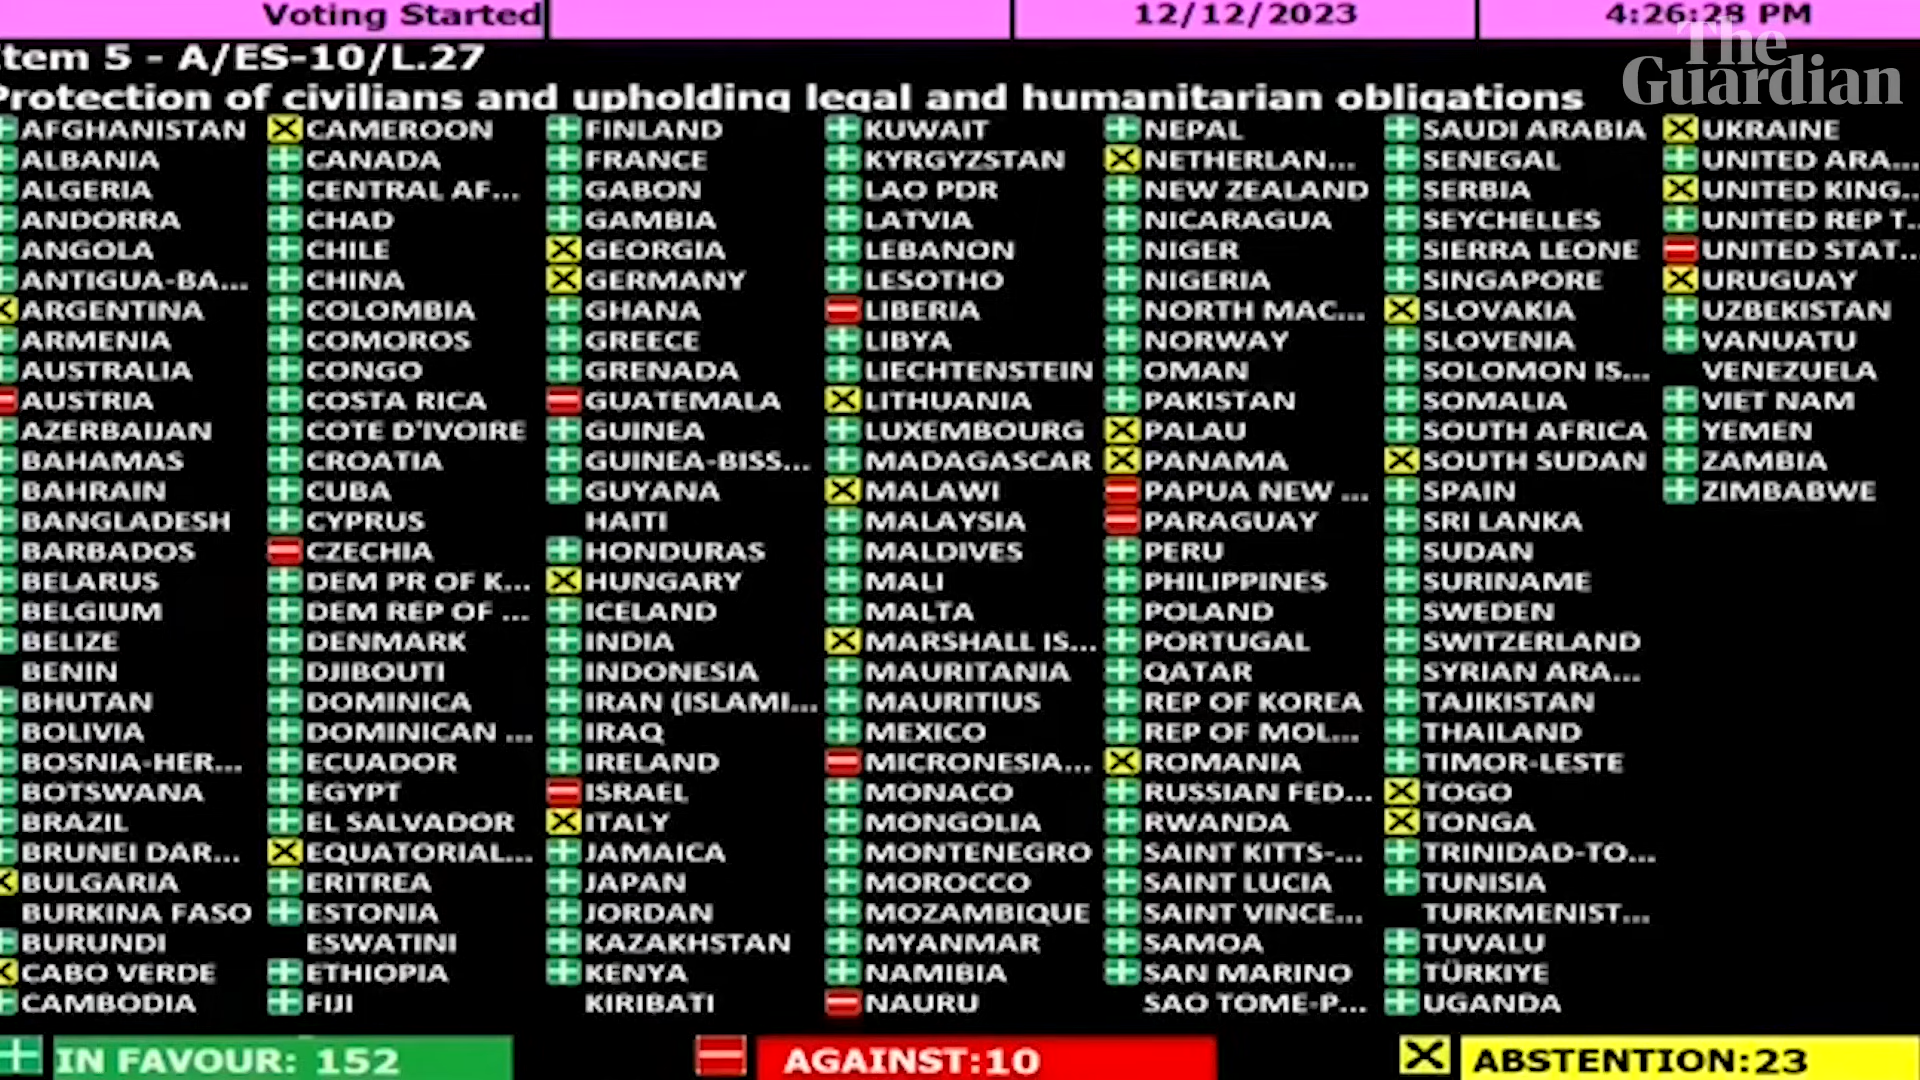 Voting Started 12/12/2023 4:26:28 PM
The Guardian
tem 5 - A/ES-10/L.27
Protection of civilians and upholding legal and humanitarian obligations
AFGHANISTAN CAMEROON FINLAND KUWAIT NEPAL SAUDI ARABIA UKRAINE
ALBANIA CANADA FRANCE KYRGYZSTAN NETHERLAN... SENEGAL UNITED ARA...
ALGERIA CENTRAL AF... GABON LAO PDR NEW ZEALAND SERBIA UNITED KING...
ANDORRA CHAD GAMBIA LATVIA NICARAGUA SEYCHELLES UNITED REP T...
ANGOLA CHILE GEORGIA LEBANON NIGER SIERRA LEONE UNITED STAT...
ANTIGUA-BA... CHINA GERMANY LESOTHO NIGERIA SINGAPORE URUGUAY
ARGENTINA COLOMBIA GHANA LIBERIA NORTH MAC... SLOVAKIA UZBEKISTAN
ARMENIA COMOROS GREECE LIBYA NORWAY SLOVENIA VANUATU
AUSTRALIA CONGO GRENADA LIECHTENSTEIN OMAN SOLOMON IS... VENEZUELA
AUSTRIA COSTA RICA GUATEMALA LITHUANIA PAKISTAN SOMALIA VIET NAM
AZERBAIJAN COTE D'IVOIRE GUINEA LUXEMBOURG PALAU SOUTH AFRICA YEMEN
BAHAMAS CROATIA GUINEA-BISS... MADAGASCAR PANAMA SOUTH SUDAN ZAMBIA
BAHRAIN CUBA GUYANA MALAWI PAPUA NEW ... SPAIN ZIMBABWE
BANGLADESH CYPRUS HAITI MALAYSIA PARAGUAY SRI LANKA
BARBADOS CZECHIA HONDURAS MALDIVES PERU SUDAN
BELARUS DEM PR OF K... HUNGARY MALI PHILIPPINES SURINAME
BELGIUM DEM REP OF ... ICELAND MALTA POLAND SWEDEN
BELIZE DENMARK INDIA MARSHALL IS... PORTUGAL SWITZERLAND
BENIN DJIBOUTI INDONESIA MAURITANIA QATAR SYRIAN ARA...
BHUTAN DOMINICA IRAN (ISLAMI... MAURITIUS REP OF KOREA TAJIKISTAN
BOLIVIA DOMINICAN ... IRAQ MEXICO REP OF MOL... THAILAND
BOSNIA-HER... ECUADOR IRELAND MICRONESIA... ROMANIA TIMOR-LESTE
BOTSWANA EGYPT ISRAEL MONACO RUSSIAN FED... TOGO
BRAZIL EL SALVADOR ITALY MONGOLIA RWANDA TONGA
BRUNEI DAR... EQUATORIAL... JAMAICA MONTENEGRO SAINT KITTS-... TRINIDAD-TO...
BULGARIA ERITREA JAPAN MOROCCO SAINT LUCIA TUNISIA
BURKINA FASO ESTONIA JORDAN MOZAMBIQUE SAINT VINCE... TURKMENIST...
BURUNDI ESWATINI KAZAKHSTAN MYANMAR SAMOA TUVALU
CABO VERDE ETHIOPIA KENYA NAMIBIA SAN MARINO TÜRKIYE
CAMBODIA FIJI KIRIBATI NAURU SAO TOME-P... UGANDA
IN FAVOUR: 152 AGAINST:10 ABSTENTION:23